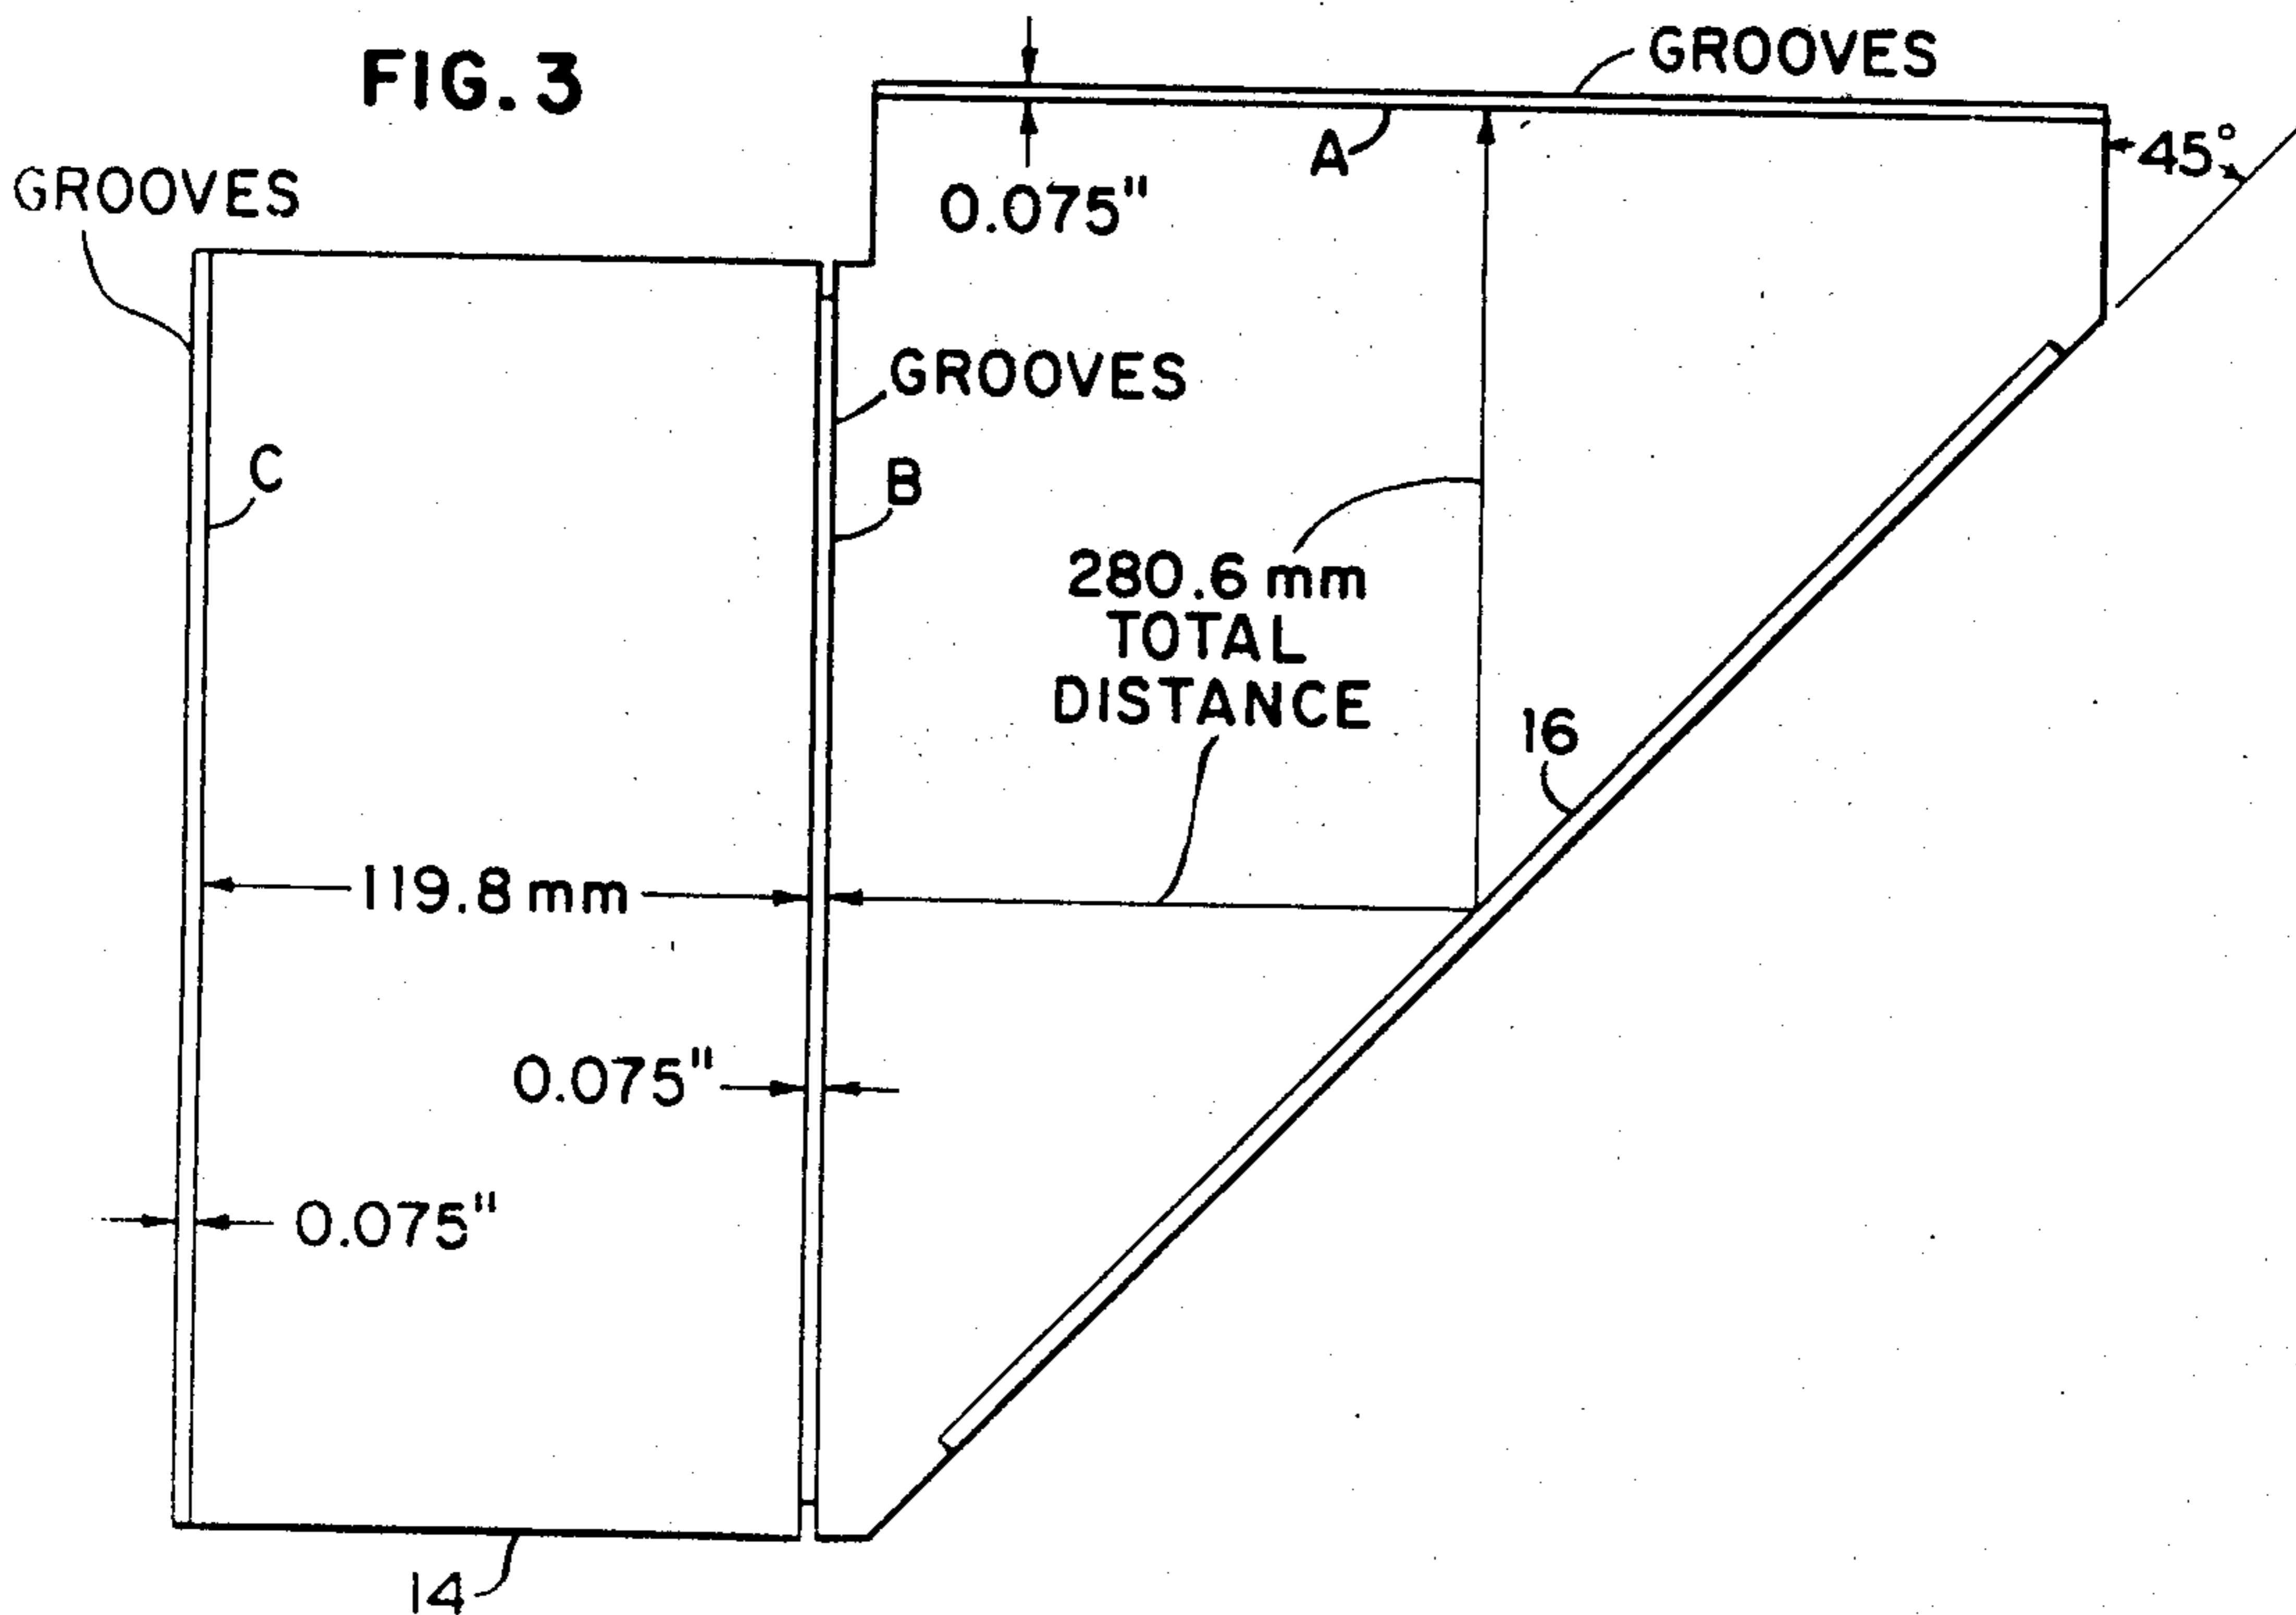 FIG. 3
GROOVES
GROOVES
45°
A
0.075"
GROOVES
C
B
280.6 mm
TOTAL
DISTANCE
16
119.8 mm
0.075"
0.075"
14